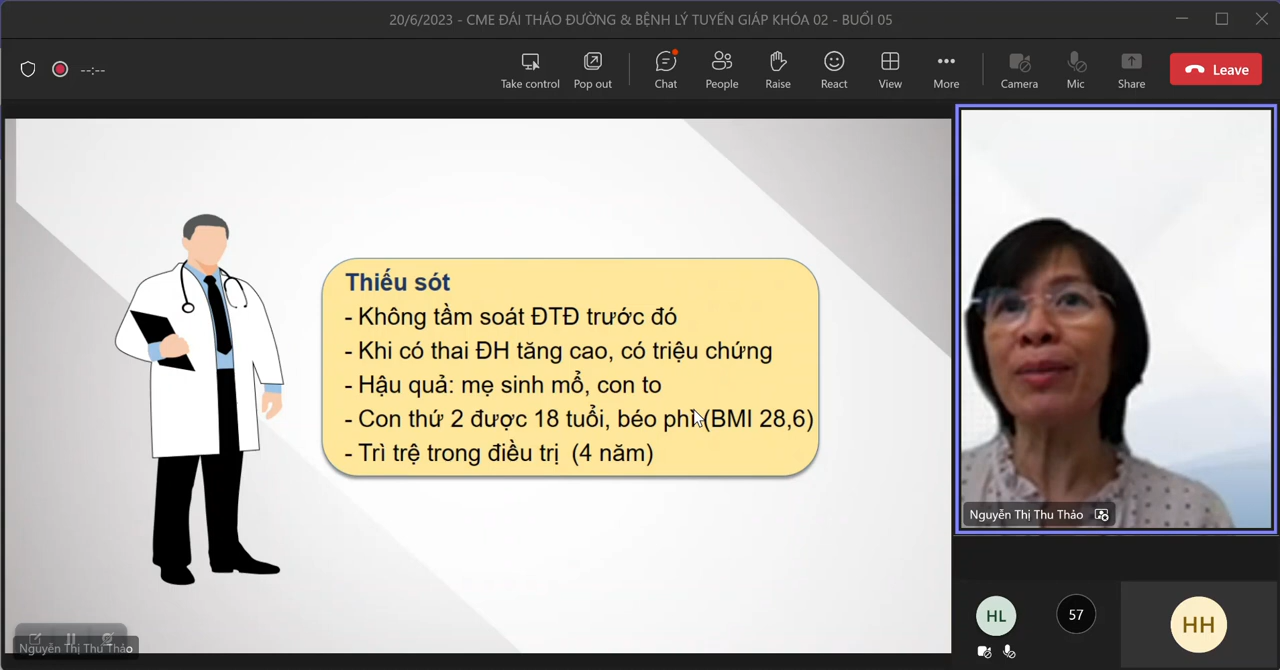 20/6/2023 - CME ĐÁI THÁO ĐƯỜNG & BỆNH LÝ TUYẾN GIÁP KHÓA 02 - BUỔI 05
--:--
Take control
Pop out
Chat
People
Raise
React
View
More
Camera
Mic
Share
Leave
Thiếu sót
- Không tầm soát ĐTĐ trước đó
- Khi có thai ĐH tăng cao, có triệu chứng
- Hậu quả: mẹ sinh mổ, con to
- Con thứ 2 được 18 tuổi, béo phì (BMI 28,6)
- Trì trệ trong điều trị (4 năm)
Nguyễn Thị Thu Thảo
Nguyễn Thị Thu Thảo
HL
57
HH